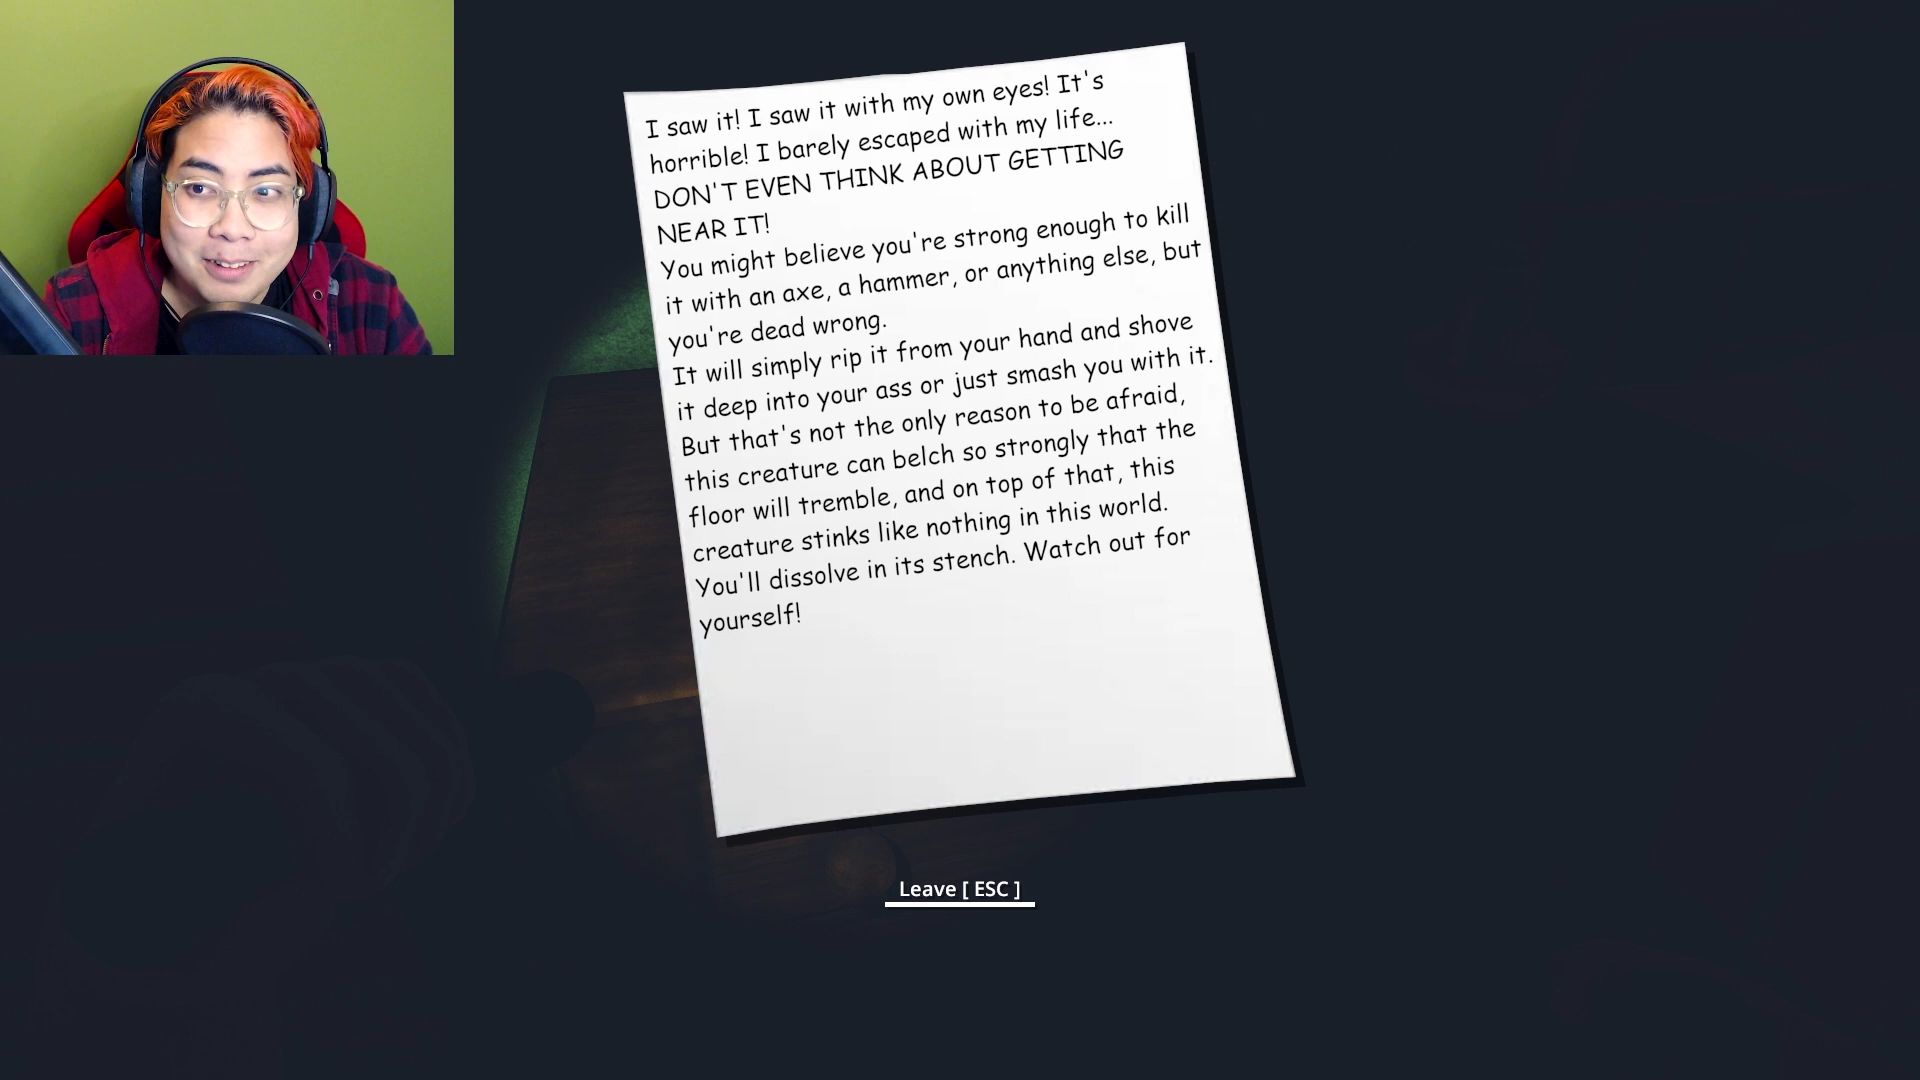 I saw it! I saw it with my own eyes! It's
horrible! I barely escaped with my life...
DON'T EVEN THINK ABOUT GETTING
NEAR IT!
You might believe you're strong enough to kill
it with an axe, a hammer, or anything else, but
you're dead wrong.
It will simply rip it from your hand and shove
it deep into your ass or just smash you with it.
But that's not the only reason to be afraid,
this creature can belch so strongly that the
floor will tremble, and on top of that, this
creature stinks like nothing in this world.
You'll dissolve in its stench. Watch out for
yourself!
Leave [ ESC ]